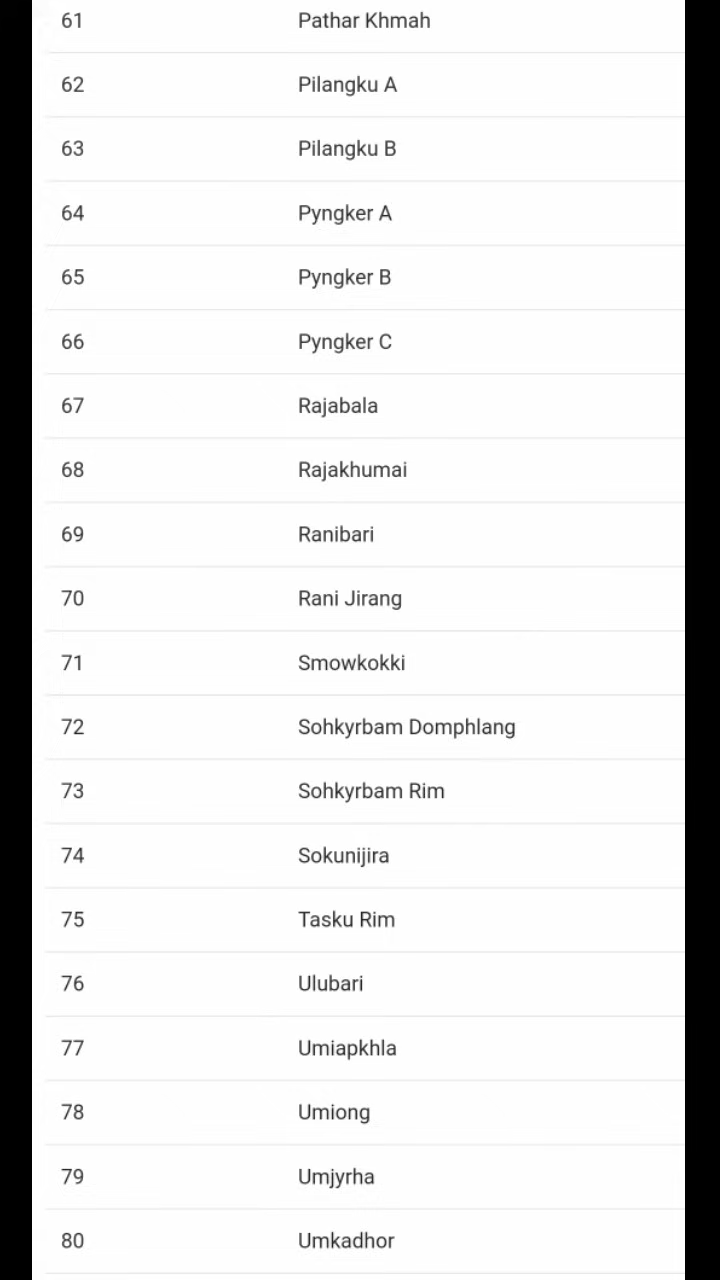 61 Pathar Khmah
62 Pilangku A
63 Pilangku B
64 Pyngker A
65 Pyngker B
66 Pyngker C
67 Rajabala
68 Rajakhumai
69 Ranibari
70 Rani Jirang
71 Smowkokki
72 Sohkyrbam Domphlang
73 Sohkyrbam Rim
74 Sokunijira
75 Tasku Rim
76 Ulubari
77 Umiapkhla
78 Umiong
79 Umjyrha
80 Umkadhor